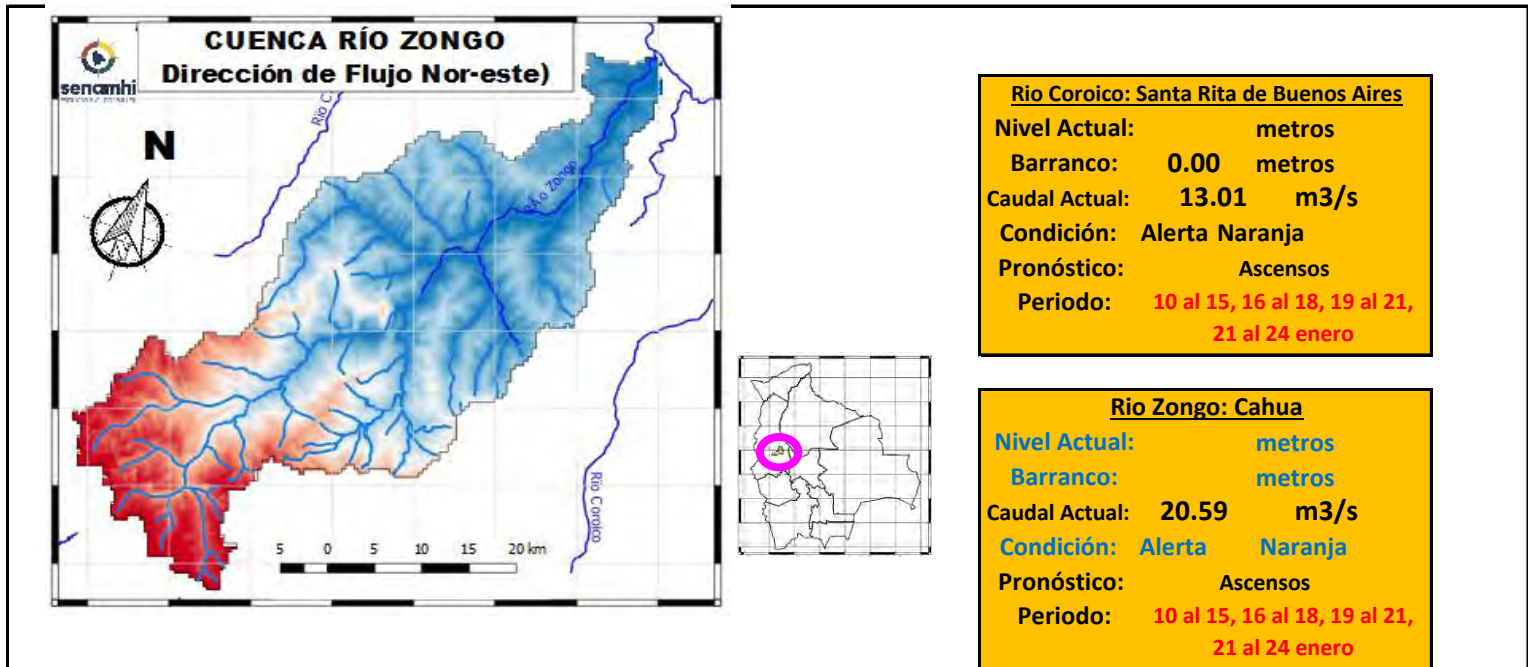 CUENCA RÍO ZONGO
Dirección de Flujo Nor-este)
senamhi
N
Río Zongo
Río Coroico
5 0 5 10 15 20 km
Rio Coroico: Santa Rita de Buenos Aires
Nivel Actual: metros
Barranco: 0.00 metros
Caudal Actual: 13.01 m3/s
Condición: Alerta Naranja
Pronóstico: Ascensos
Periodo: 10 al 15, 16 al 18, 19 al 21,
21 al 24 enero
Rio Zongo: Cahua
Nivel Actual: metros
Barranco: metros
Caudal Actual: 20.59 m3/s
Condición: Alerta Naranja
Pronóstico: Ascensos
Periodo: 10 al 15, 16 al 18, 19 al 21,
21 al 24 enero